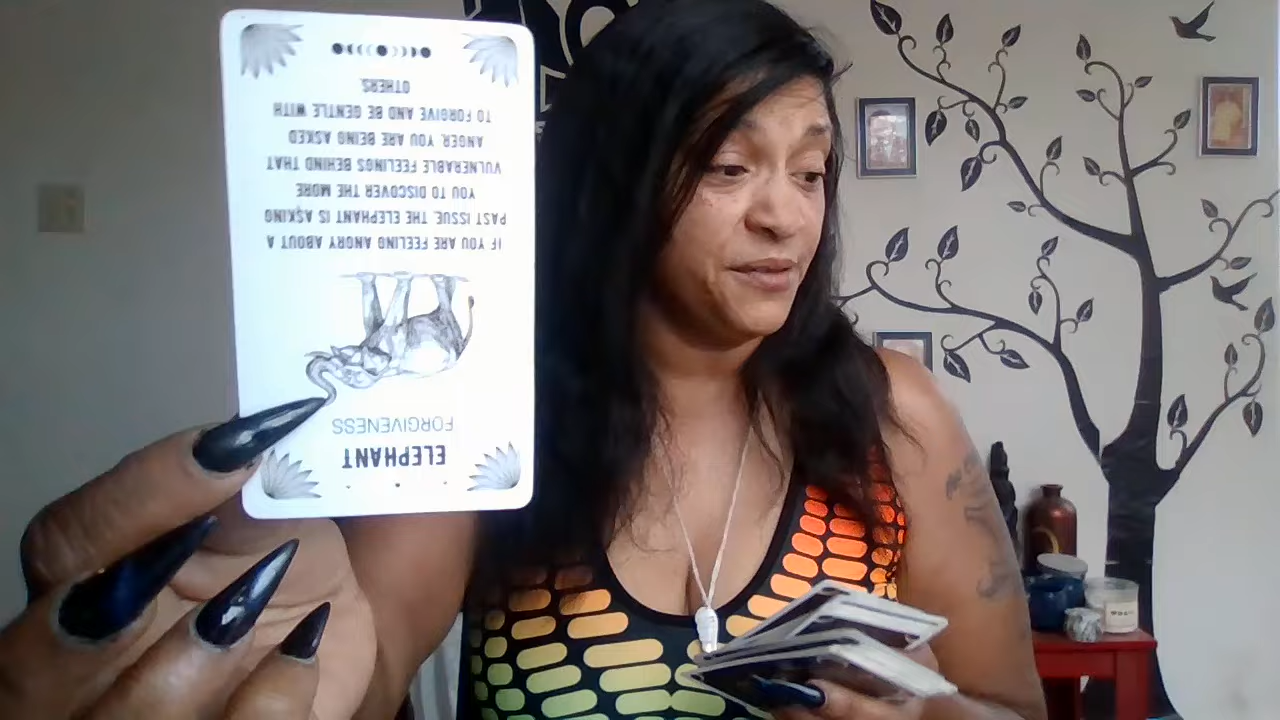 ELEPHANT
FORGIVENESS
IF YOU ARE FEELING ANGRY ABOUT A
PAST ISSUE, THE ELEPHANT IS ASKING
YOU TO DISCOVER THE MORE
VULNERABLE FEELINGS BEHIND THAT
ANGER. YOU ARE BEING ASKED
TO FORGIVE AND BE GENTLE WITH
OTHERS.